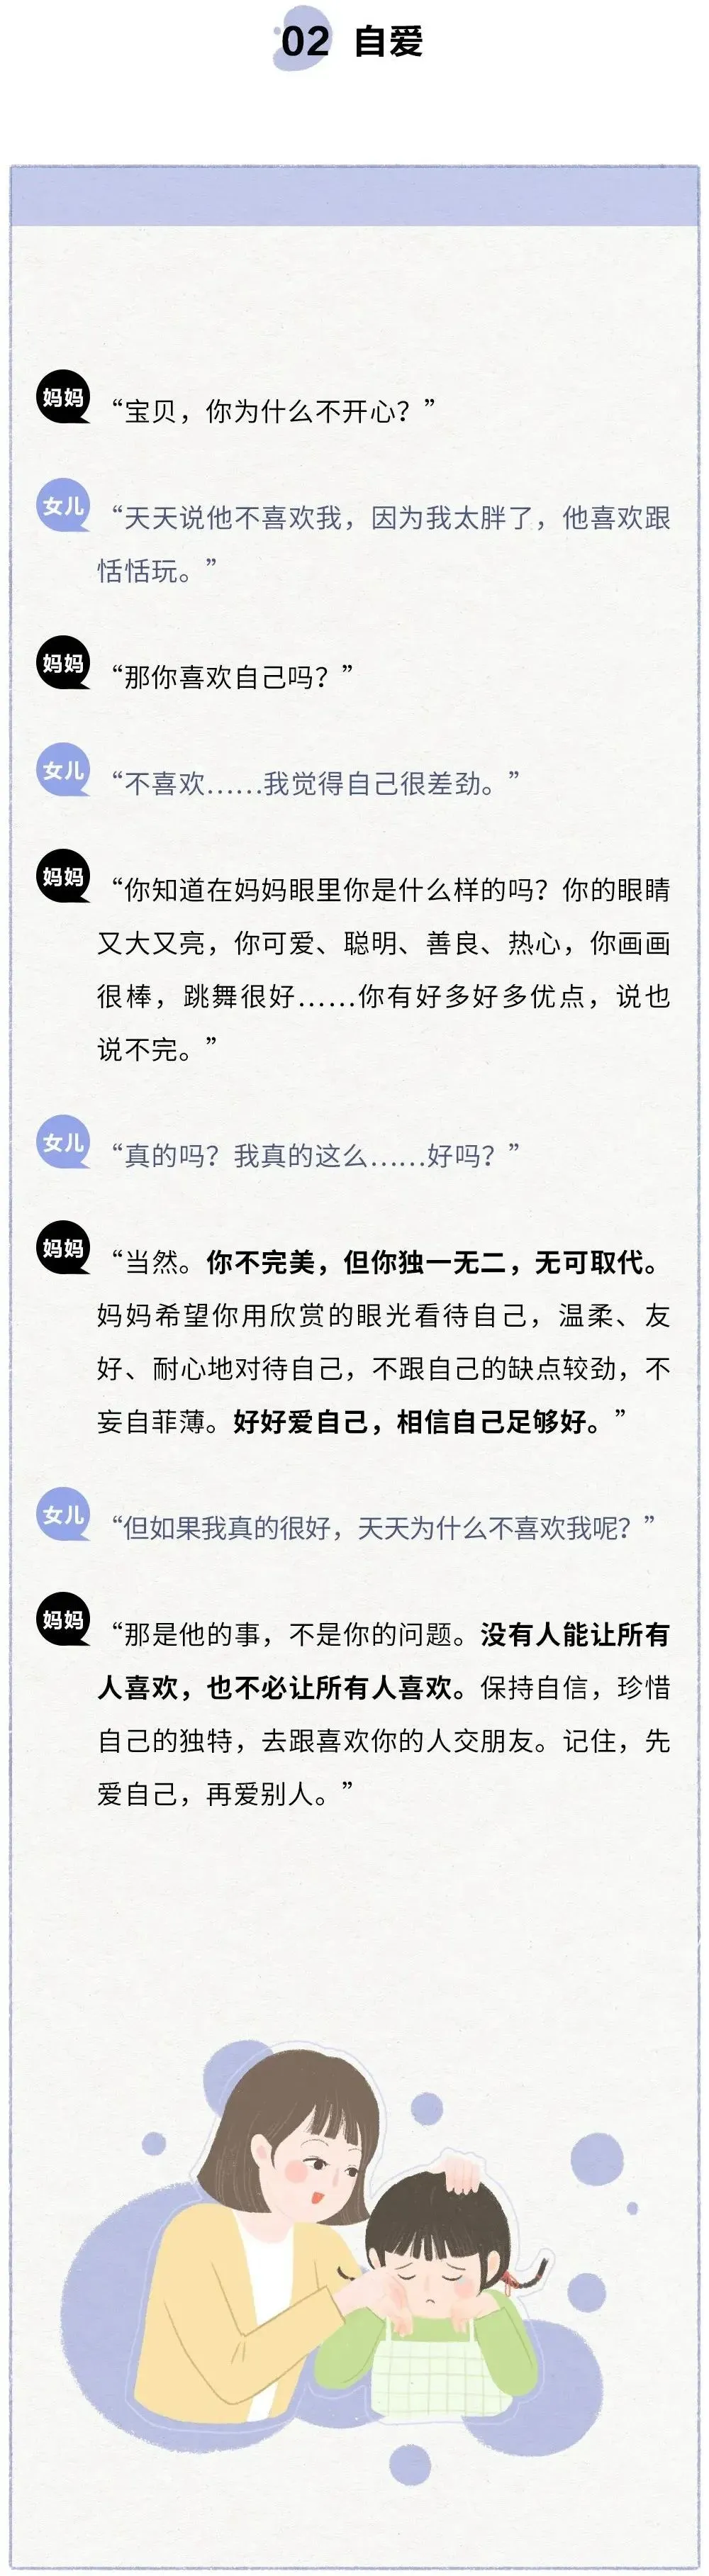 02 自爱
妈妈
“宝贝，你为什么不开心？”
女儿
“天天说他不喜欢我，因为我太胖了，他喜欢跟
恬恬玩。”
妈妈
“那你喜欢自己吗？”
女儿
“不喜欢……我觉得自己很差劲。”
妈妈
“你知道在妈妈眼里你是什么样的吗？你的眼睛
又大又亮，你可爱、聪明、善良、热心，你画画
很棒，跳舞很好……你有好多好多优点，说也
说不完。”
女儿
“真的吗？我真的这么……好吗？”
妈妈
“当然。你不完美，但你独一无二，无可取代。
妈妈希望你用欣赏的眼光看待自己，温柔、友
好、耐心地对待自己，不跟自己的缺点较劲，不
妄自菲薄。好好爱自己，相信自己足够好。”
女儿
“但如果我真的很好，天天为什么不喜欢我呢？”
妈妈
“那是他的事，不是你的问题。没有人能让所有
人喜欢，也不必让所有人喜欢。保持自信，珍惜
自己的独特，去跟喜欢你的人交朋友。记住，先
爱自己，再爱别人。”